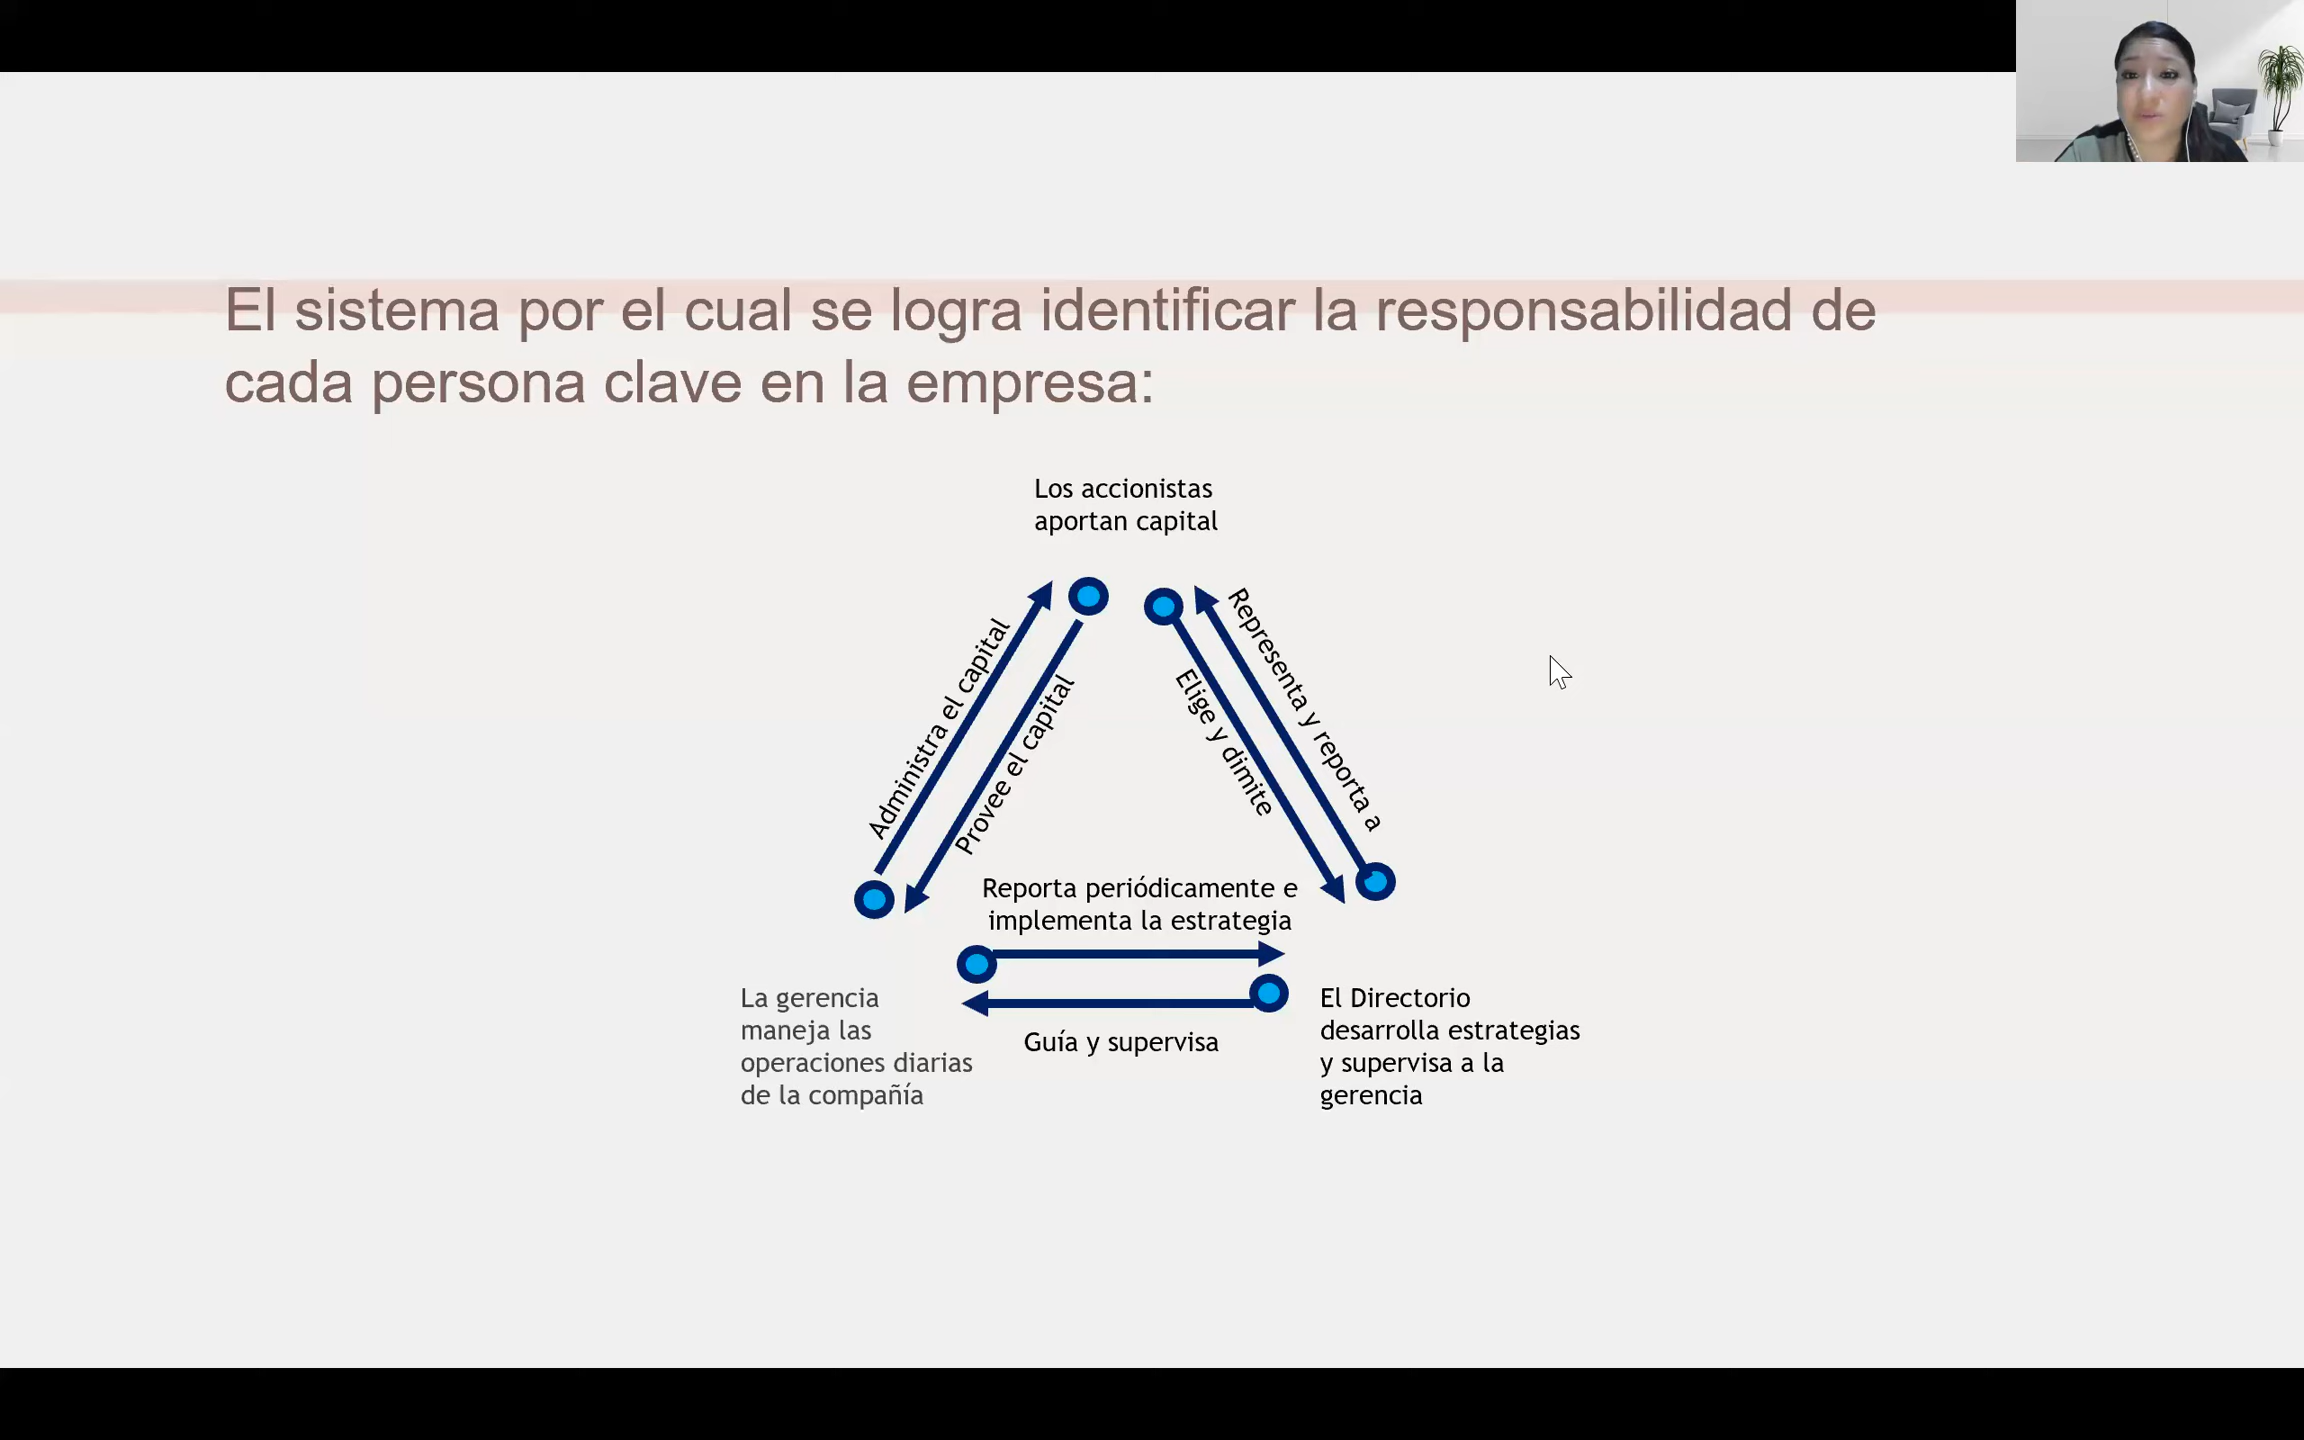 El sistema por el cual se logra identificar la responsabilidad de
cada persona clave en la empresa:
Los accionistas
aportan capital
Administra el capital
Provee el capital
Elige y dimite
Representa y reporta a
Reporta periódicamente e
implementa la estrategia
Guía y supervisa
La gerencia
maneja las
operaciones diarias
de la compañía
El Directorio
desarrolla estrategias
y supervisa a la
gerencia